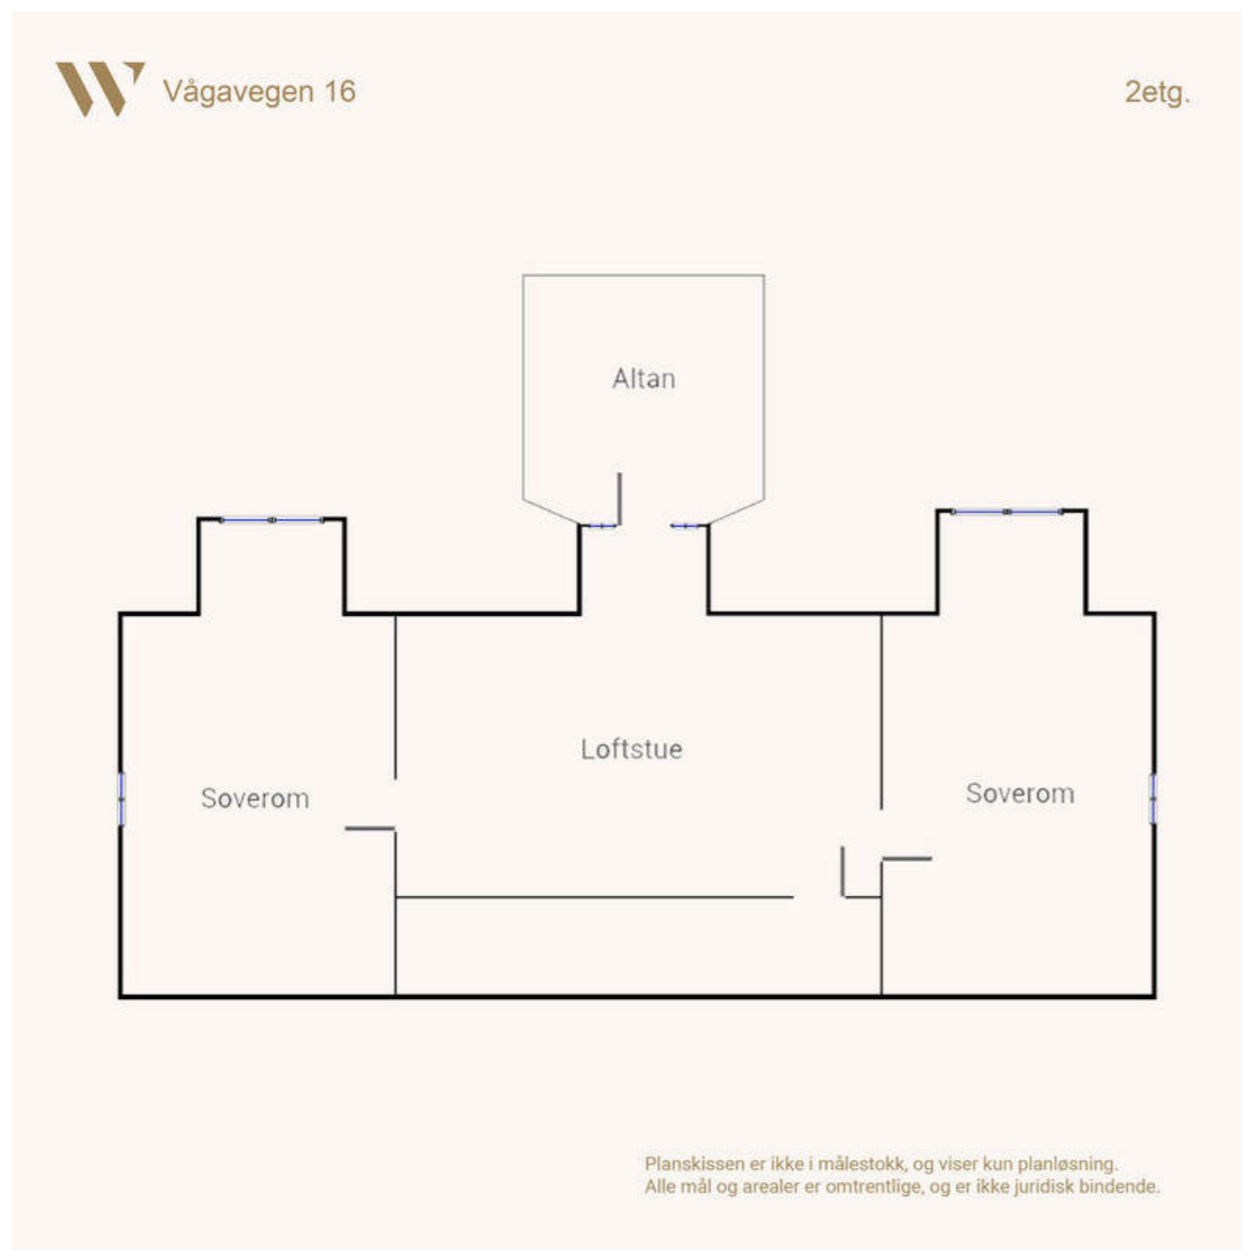 Vågavegen 16
2etg.
Altan
Loftstue
Soverom
Soverom
Planskissen er ikke i målestokk, og viser kun planløsning.
Alle mål og arealer er omtrentlige, og er ikke juridisk bindende.